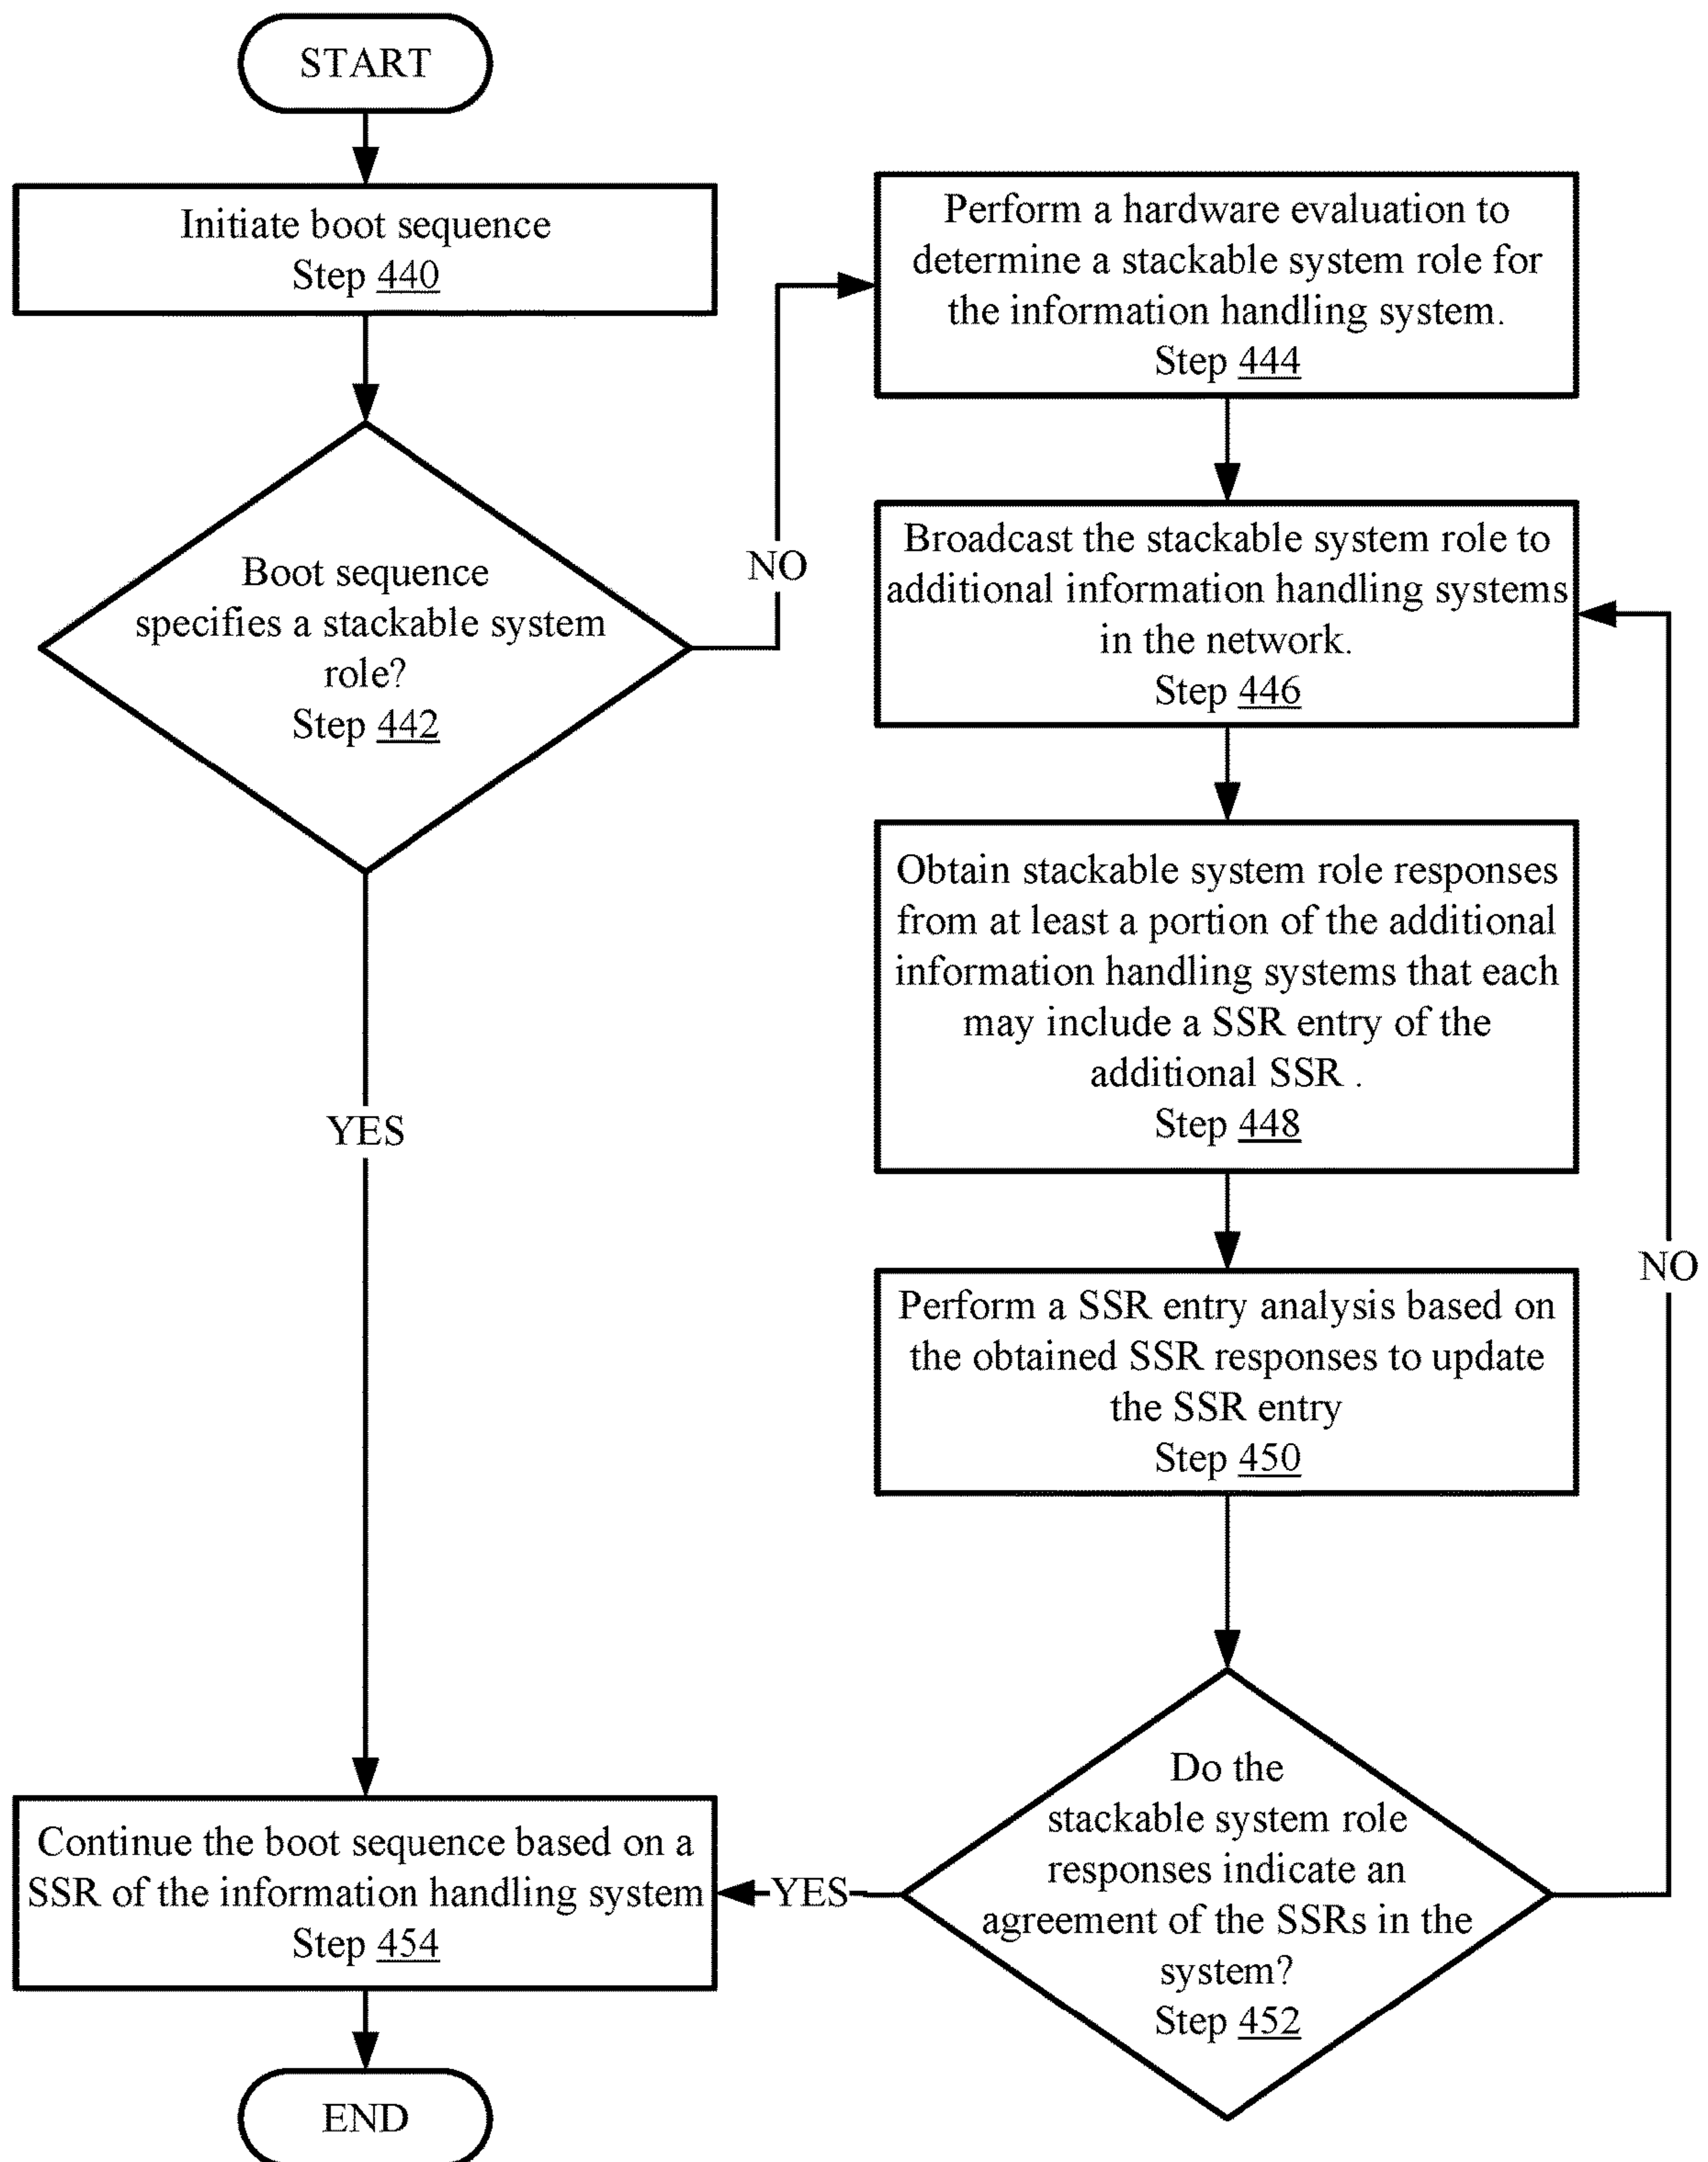 START
Initiate boot sequence
Step 440
Boot sequence
specifies a stackable system
role?
Step 442
NO
YES
Perform a hardware evaluation to
determine a stackable system role for
the information handling system.
Step 444
Broadcast the stackable system role to
additional information handling systems
in the network.
Step 446
Obtain stackable system role responses
from at least a portion of the additional
information handling systems that each
may include a SSR entry of the
additional SSR .
Step 448
Perform a SSR entry analysis based on
the obtained SSR responses to update
the SSR entry
Step 450
Do the
stackable system role
responses indicate an
agreement of the SSRs in the
system?
Step 452
NO
YES
Continue the boot sequence based on a
SSR of the information handling system
Step 454
END